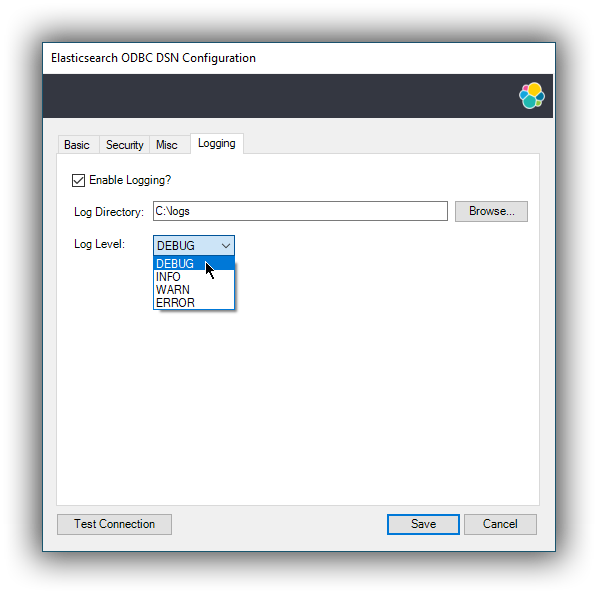 Elasticsearch ODBC DSN Configuration
Basic Security Misc Logging
Enable Logging?
Log Directory: C:\logs Browse...
Log Level: DEBUG
DEBUG
INFO
WARN
ERROR
Test Connection Save Cancel